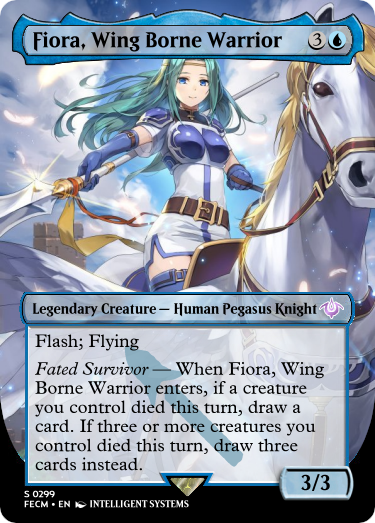 Fiora, Wing Borne Warrior 3
Legendary Creature — Human Pegasus Knight
Flash; Flying
Fated Survivor — When Fiora, Wing
Borne Warrior enters, if a creature
you control died this turn, draw a
card. If three or more creatures you
control died this turn, draw three
cards instead.
3/3
S 0299
FECM • EN INTELLIGENT SYSTEMS